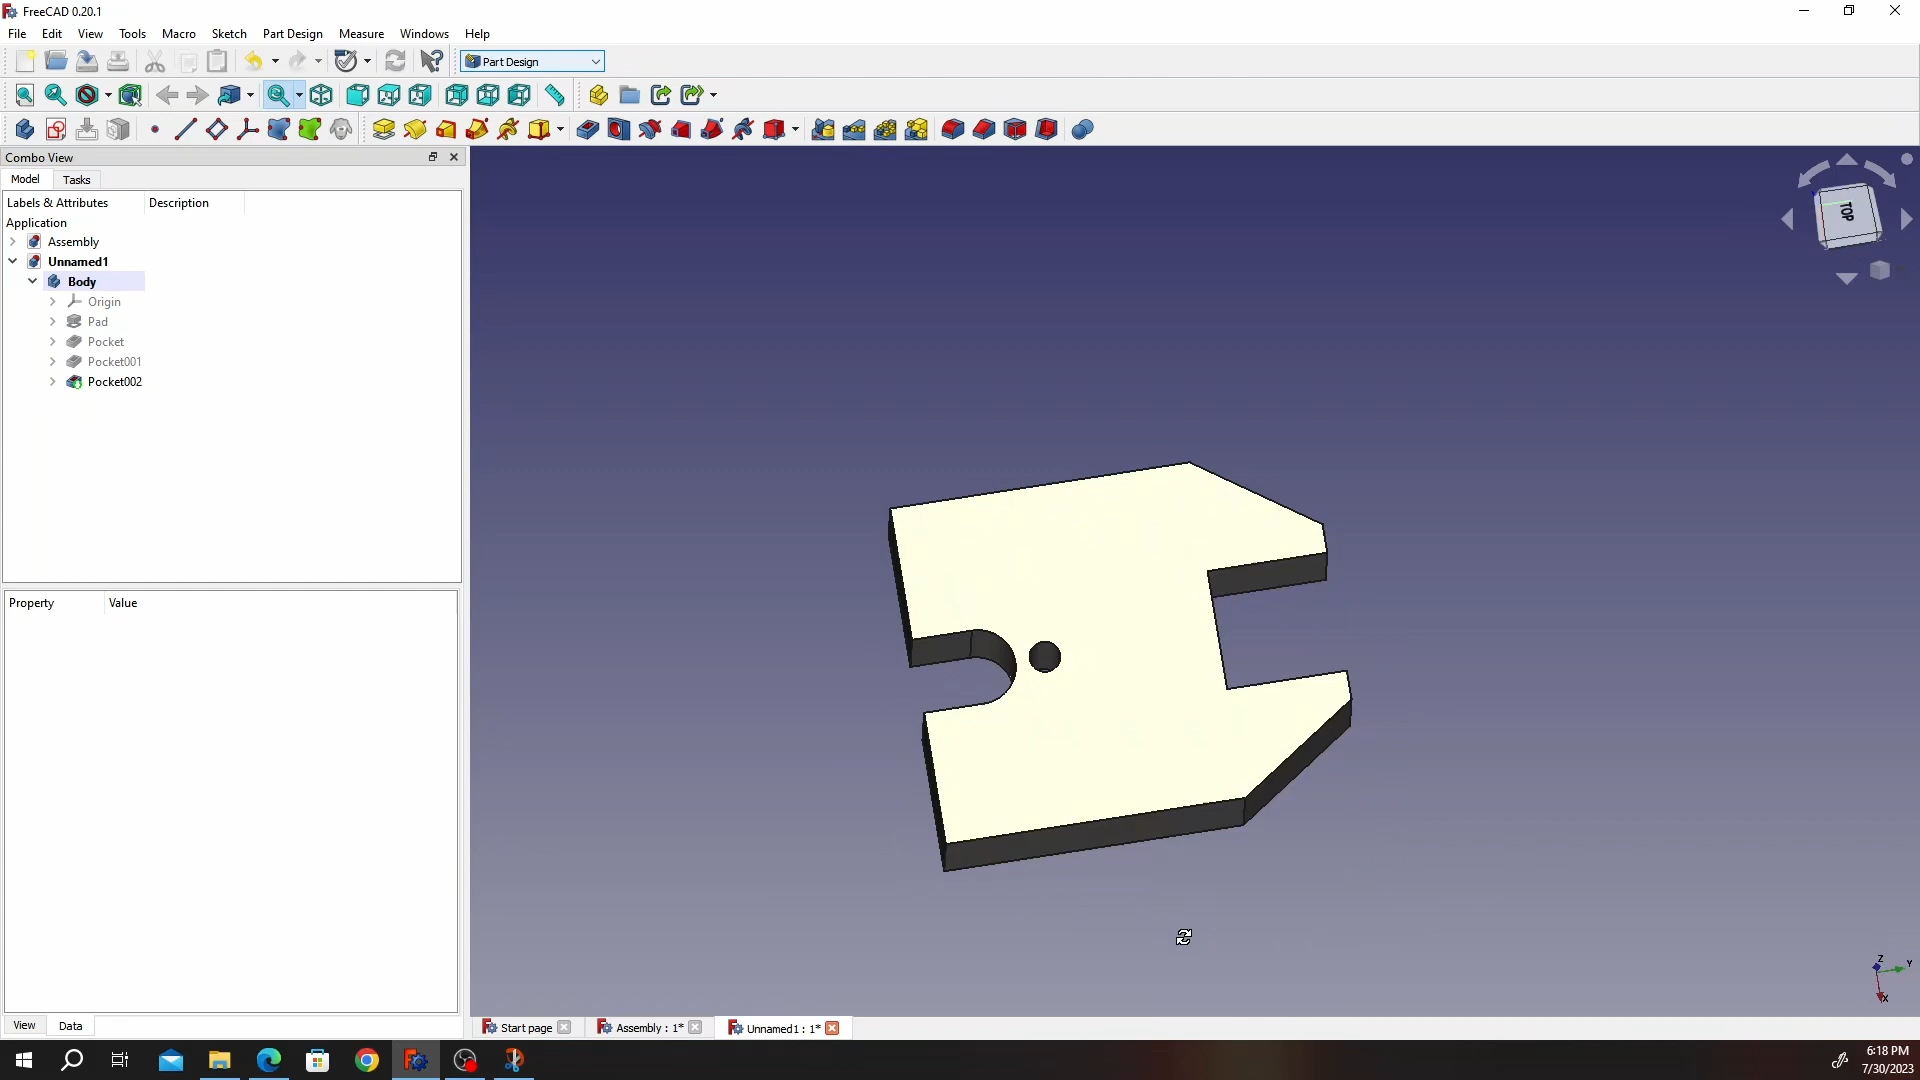 FreeCAD 0.20.1
File Edit View Tools Macro Sketch Part Design Measure Windows Help
Part Design
Combo View
Model Tasks
Labels & Attributes Description
Application
Assembly
Unnamed1
Body
Origin
Pad
Pocket
Pocket001
Pocket002
Property Value
View Data
TOP
Z
Y
X
Start page Assembly : 1* Unnamed1 : 1*
6:18 PM
7/30/2023